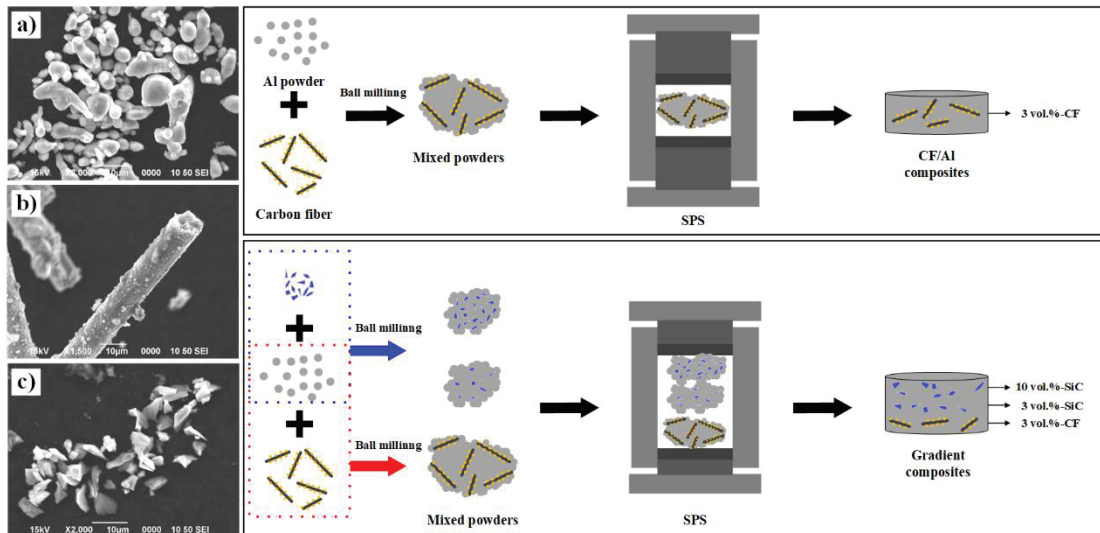 a)
15kV X2,000 10μm 0000 10 50 SEI
b)
15kV X1,500 10μm 0000 10 50 SEI
c)
15kV X2,000 10μm 0000 10 50 SEI
Al powder
Ball millinng
Carbon fiber
Mixed powders
SPS
3 vol.%-CF
CF/Al
composites
Ball millinng
Ball millinng
Mixed powders
SPS
10 vol.%-SiC
3 vol.%-SiC
3 vol.%-CF
Gradient
composites